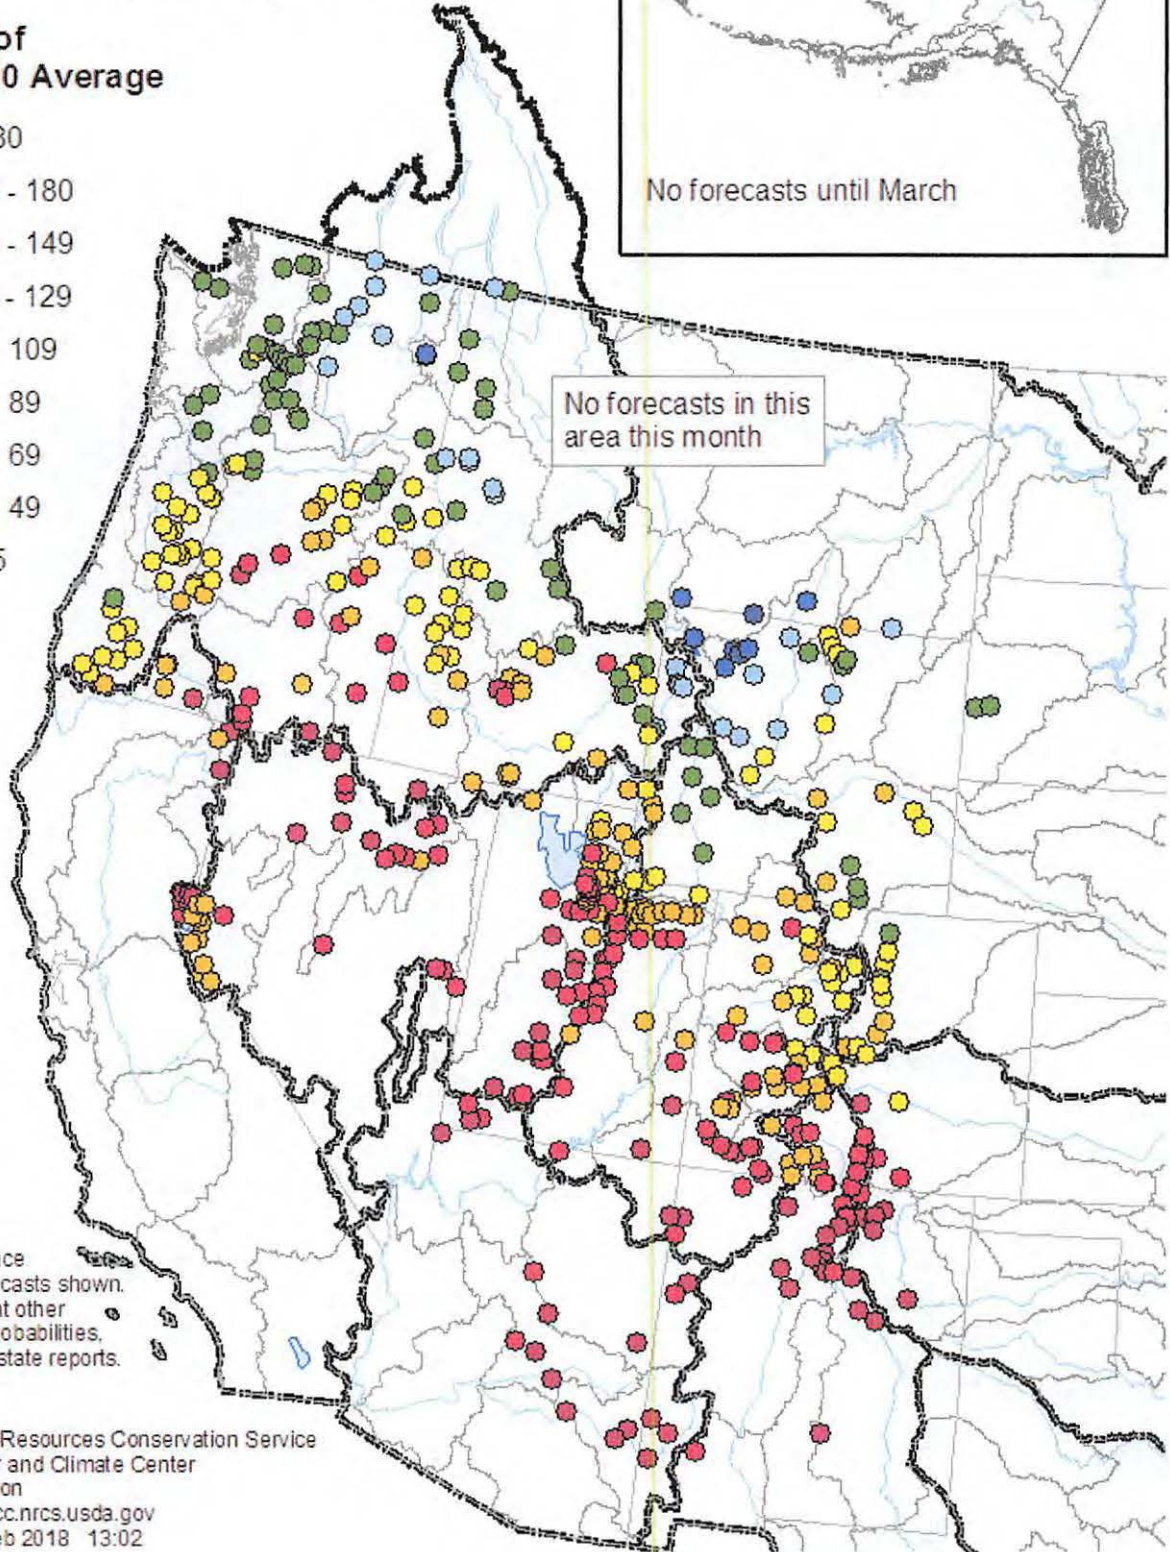 of
0 Average
30
- 180
- 149
- 129
109
89
69
49
5
No forecasts until March
No forecasts in this
area this month
ce
casts shown.
nt other
obabilities,
state reports.
Resources Conservation Service
r and Climate Center
on
cc.nrcs.usda.gov
eb 2018 13:02